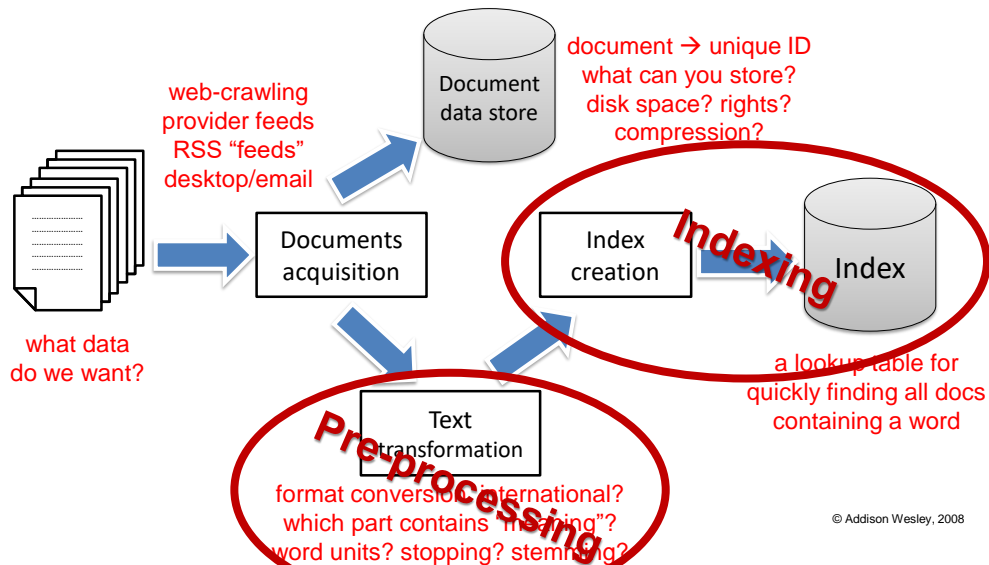 document → unique ID
what can you store?
disk space? rights?
compression?
Document
data store
web-crawling
provider feeds
RSS “feeds”
desktop/email
Documents
acquisition
Index
creation
Indexing
Index
what data
do we want?
a lookup table for
quickly finding all docs
containing a word
Text
transformation
Pre-processing
format conversion international?
which part contains "meaning”?
word units? stopping? stemming?
© Addison Wesley, 2008